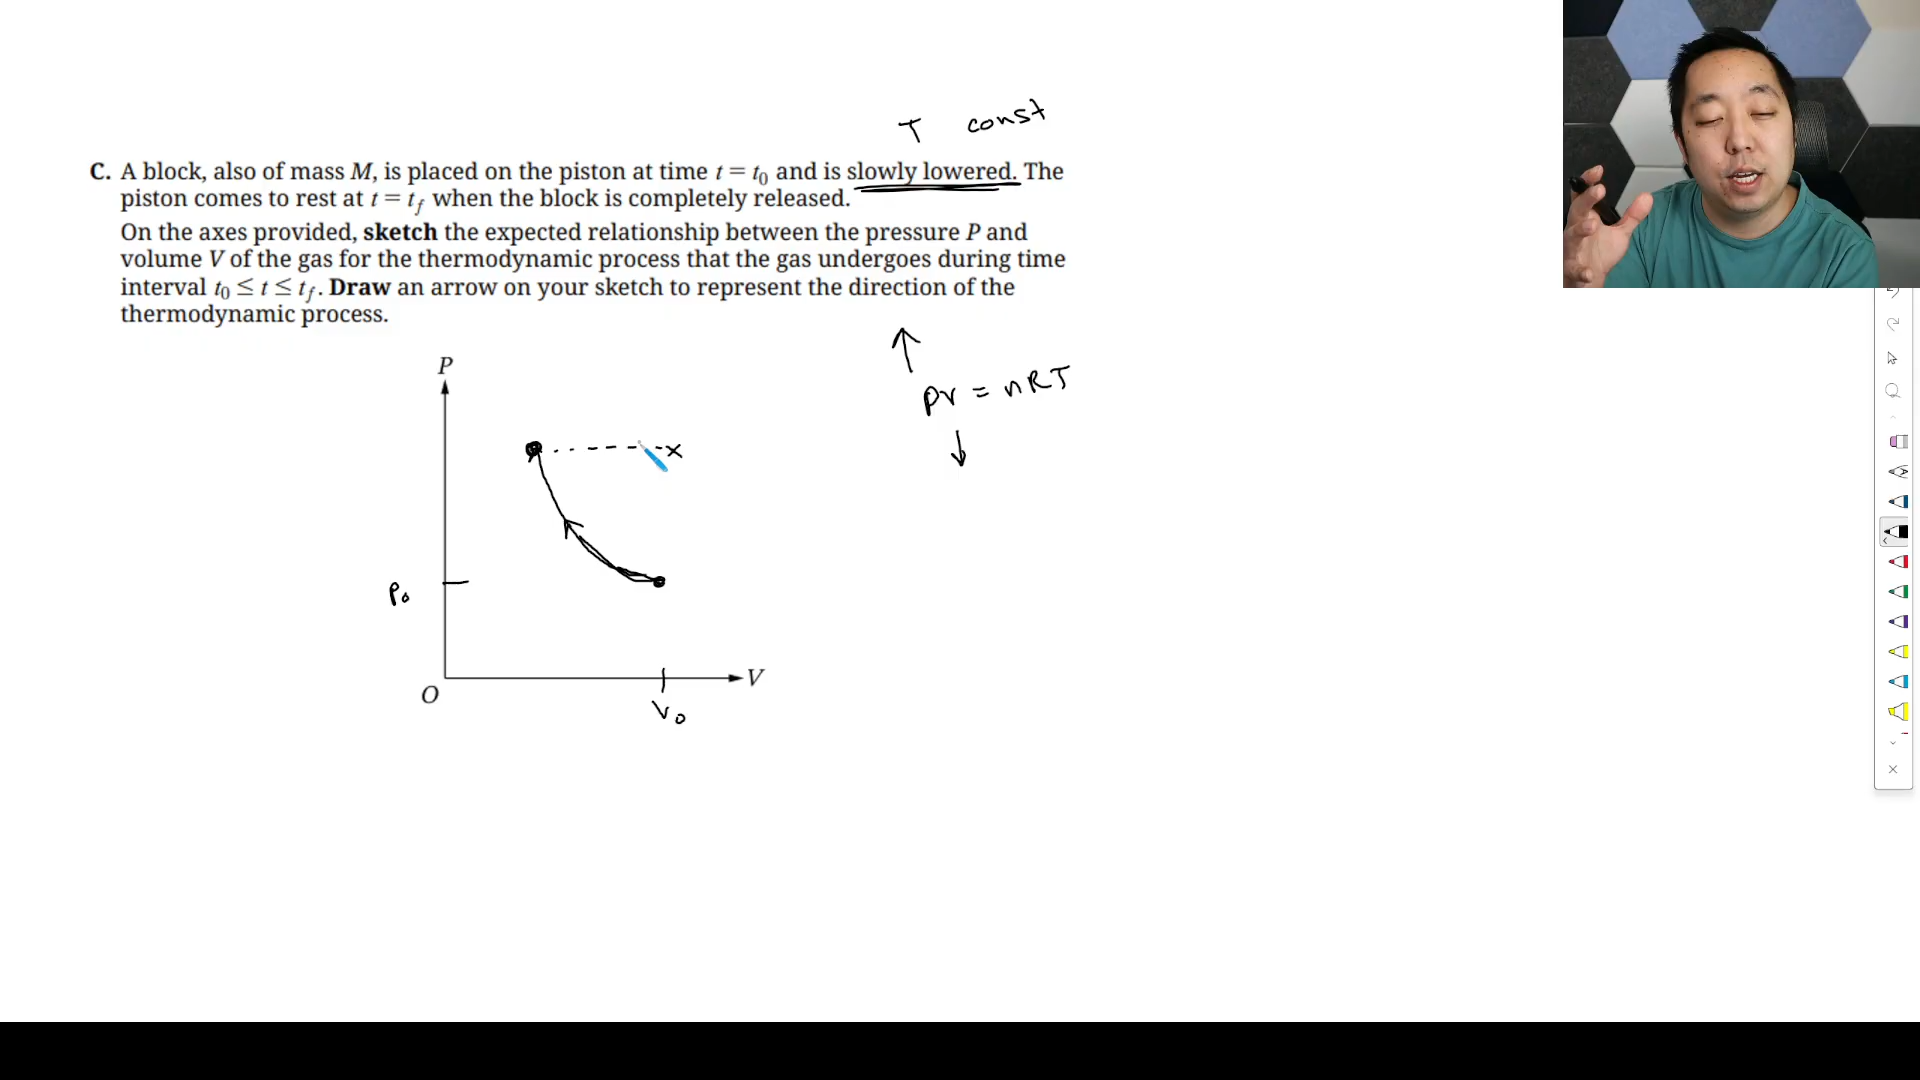 T const
C. A block, also of mass M, is placed on the piston at time t = t₀ and is slowly lowered. The
piston comes to rest at t = t_f when the block is completely released.
On the axes provided, sketch the expected relationship between the pressure P and
volume V of the gas for the thermodynamic process that the gas undergoes during time
interval t₀ ≤ t ≤ t_f. Draw an arrow on your sketch to represent the direction of the
thermodynamic process.
P
PV = nRT
x
P₀
V
O
V₀